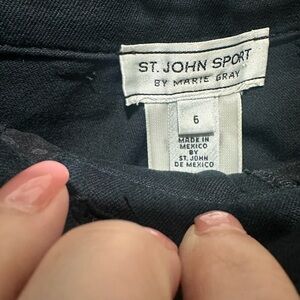 ST. JOHN SPORT
BY MARIE GRAY
6
MADE IN
MEXICO
BY
ST. JOHN
DE MEXICO